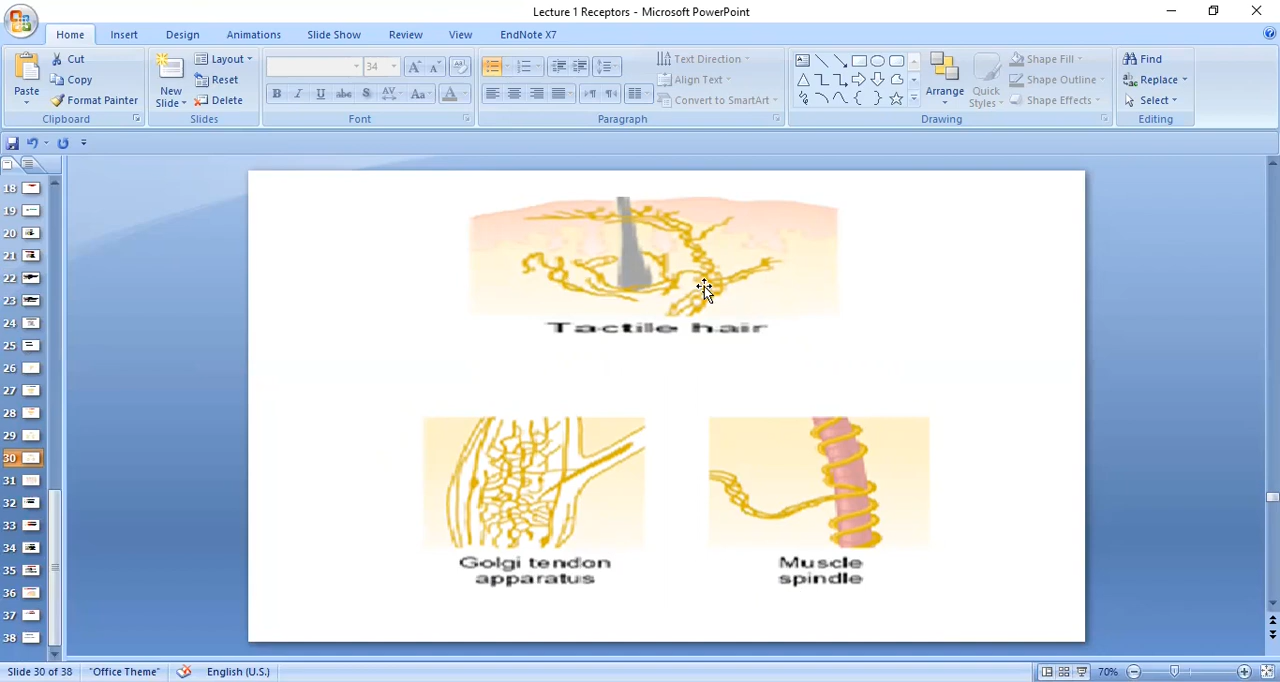 Lecture 1 Receptors - Microsoft PowerPoint
Home Insert Design Animations Slide Show Review View EndNote X7
Paste
Cut
Copy
Format Painter
Clipboard
New Slide
Layout
Reset
Delete
Slides
34
B I U abc S AV Aa A
Font
Text Direction
Align Text
Convert to SmartArt
Paragraph
Arrange
Quick Styles
Shape Fill
Shape Outline
Shape Effects
Drawing
Find
Replace
Select
Editing
18
19
20
21
22
23
24
25
26
27
28
29
30
31
32
33
34
35
36
37
38
Tactile hair
Golgi tendon
apparatus
Muscle
spindle
Slide 30 of 38 "Office Theme" English (U.S.) 70%